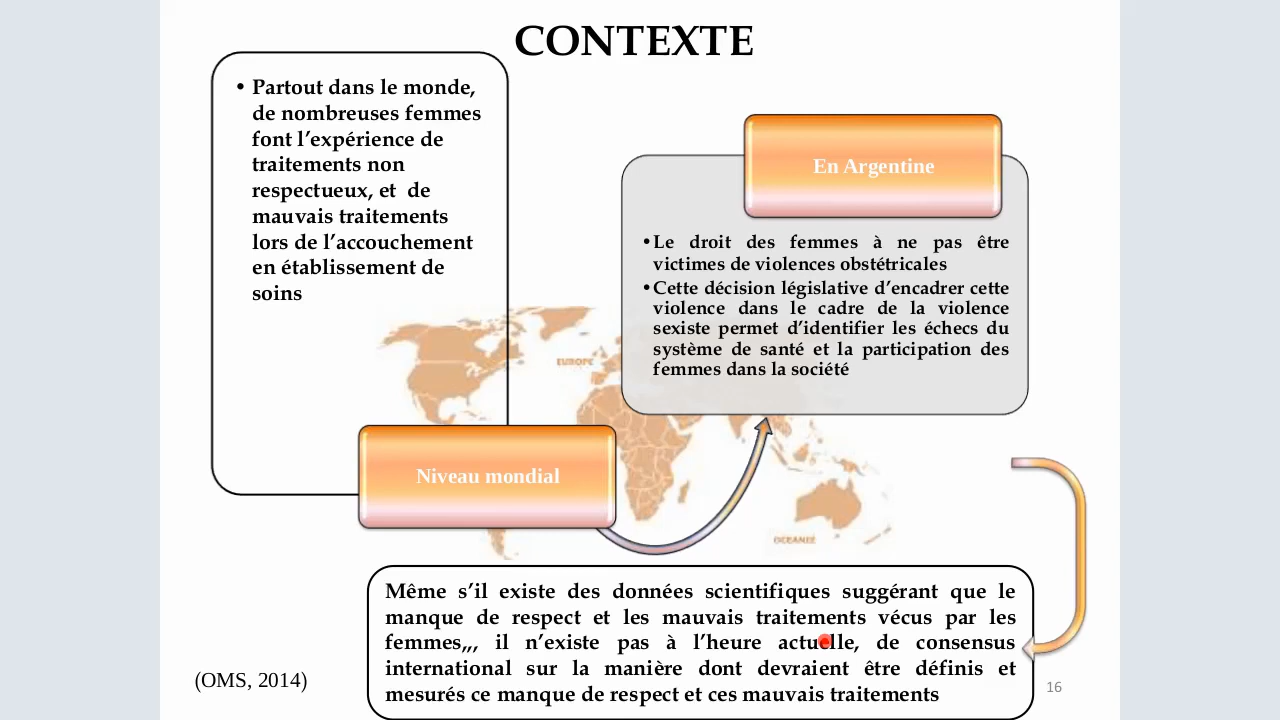 CONTEXTE
• Partout dans le monde,
de nombreuses femmes
font l’expérience de
traitements non
respectueux, et de
mauvais traitements
lors de l’accouchement
en établissement de
soins
Niveau mondial
En Argentine
•Le droit des femmes à ne pas être
victimes de violences obstétricales
•Cette décision législative d’encadrer cette
violence dans le cadre de la violence
sexiste permet d’identifier les échecs du
système de santé et la participation des
femmes dans la société
EUROPE
OCEANIE
Même s’il existe des données scientifiques suggérant que le
manque de respect et les mauvais traitements vécus par les
femmes,,, il n’existe pas à l’heure actuelle, de consensus
international sur la manière dont devraient être définis et
mesurés ce manque de respect et ces mauvais traitements
(OMS, 2014)
16